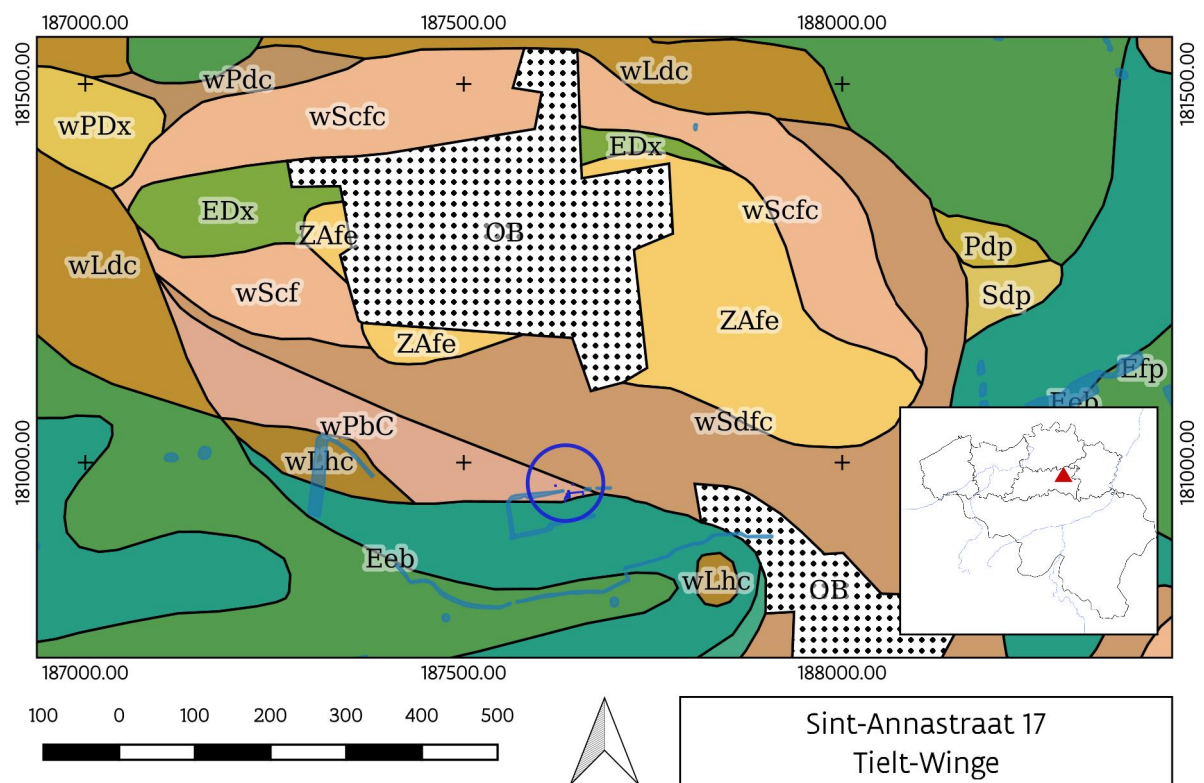 187000.00 187500.00 188000.00
181500.00 181500.00
wPdc wLdc
wPDx wScfc EDx
EDx ZAfe OB wScfc
wLdc wScf Pdp
Sdp
ZAfe ZAfe
Efp
Eeb
wPbC wSdfc
181000.00 wLhc 181000.00
Eeb wLhc OB
187000.00 187500.00 188000.00
100 0 100 200 300 400 500
Sint-Annastraat 17
Tielt-Winge